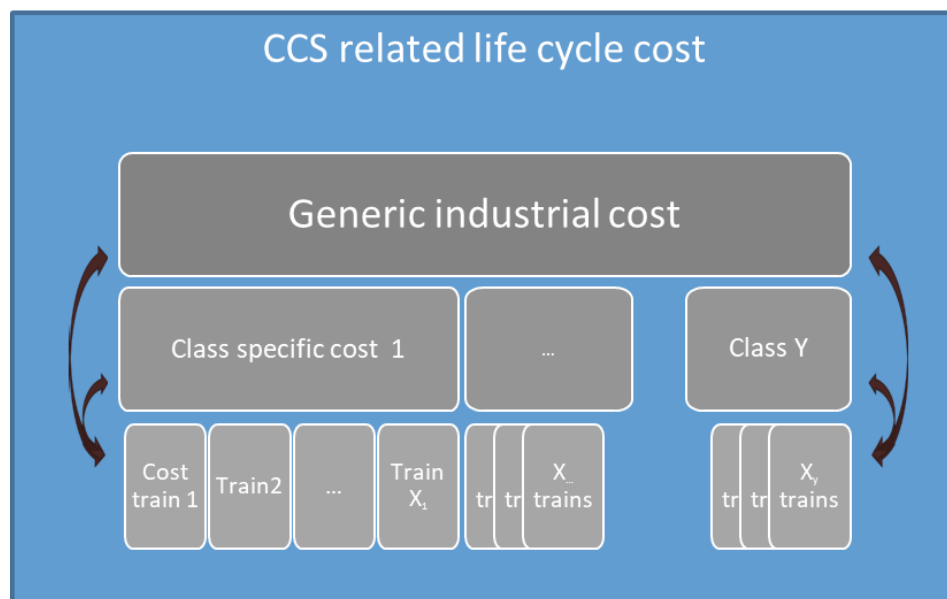 CCS related life cycle cost
Generic industrial cost
Class specific cost 1
...
Class Y
Cost
train 1
Train2
...
Train
X₁
tr
tr
X...
trains
tr
tr
Xy
trains